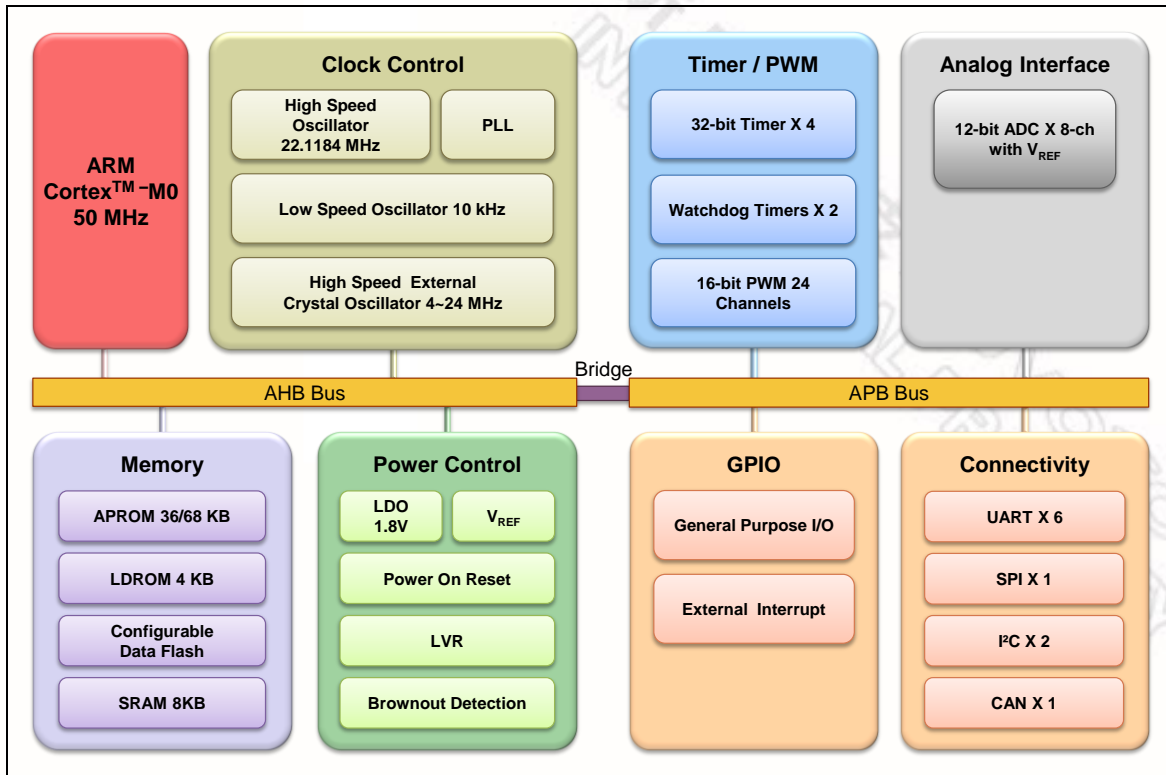 ARM
Cortex™ –M0
50 MHz
Clock Control
High Speed
Oscillator
22.1184 MHz
PLL
Low Speed Oscillator 10 kHz
High Speed External
Crystal Oscillator 4~24 MHz
Timer / PWM
32-bit Timer X 4
Watchdog Timers X 2
16-bit PWM 24
Channels
Analog Interface
12-bit ADC X 8-ch
with VREF
AHB Bus
Bridge
APB Bus
Memory
APROM 36/68 KB
LDROM 4 KB
Configurable
Data Flash
SRAM 8KB
Power Control
LDO
1.8V
VREF
Power On Reset
LVR
Brownout Detection
GPIO
General Purpose I/O
External Interrupt
Connectivity
UART X 6
SPI X 1
I²C X 2
CAN X 1